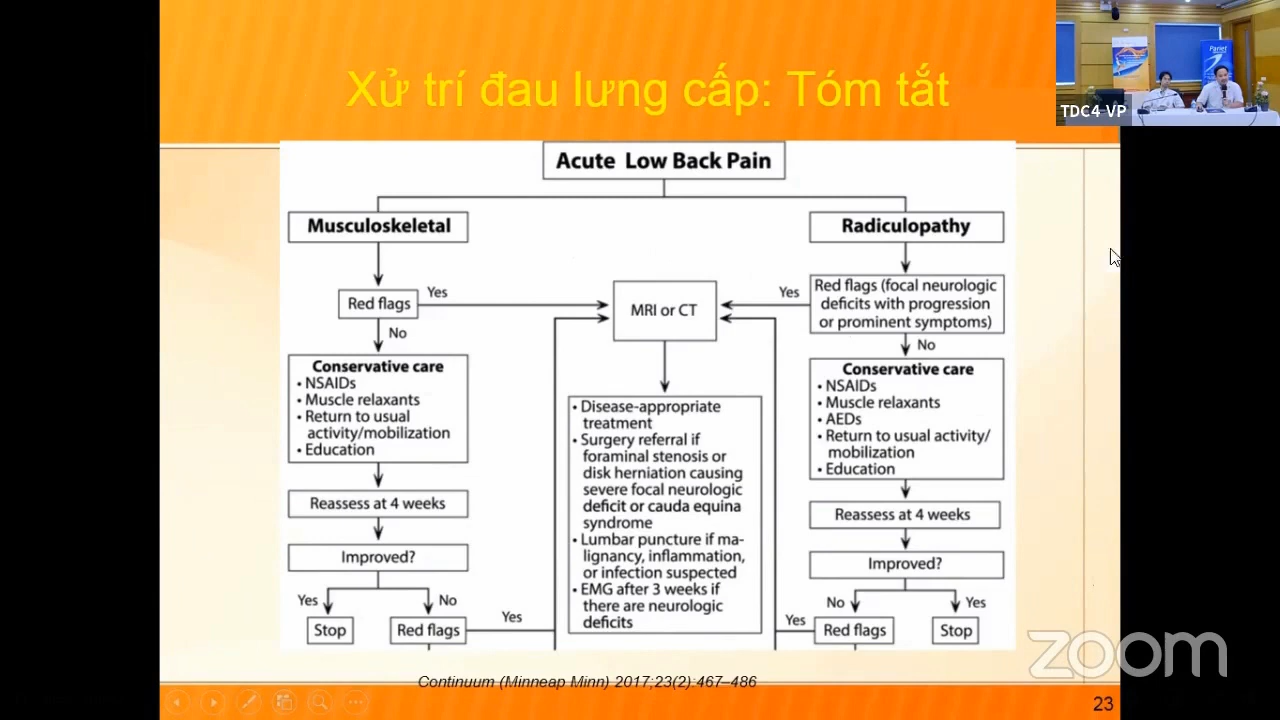 Xử trí đau lưng cấp: Tóm tắt
Pariet
TDC4 VP
Acute Low Back Pain
Musculoskeletal
Radiculopathy
Red flags
Yes
No
MRI or CT
Yes
Red flags (focal neurologic
deficits with progression
or prominent symptoms)
No
Conservative care
• NSAIDs
• Muscle relaxants
• Return to usual
activity/mobilization
• Education
Reassess at 4 weeks
Improved?
Yes
No
Stop
Red flags
Yes
• Disease-appropriate
treatment
• Surgery referral if
foraminal stenosis or
disk herniation causing
severe focal neurologic
deficit or cauda equina
syndrome
• Lumbar puncture if ma-
lignancy, inflammation,
or infection suspected
• EMG after 3 weeks if
there are neurologic
deficits
Conservative care
• NSAIDs
• Muscle relaxants
• AEDs
• Return to usual activity/
mobilization
• Education
Reassess at 4 weeks
Improved?
No
Yes
Yes
Red flags
Stop
zoom
Continuum (Minneap Minn) 2017;23(2):467–486
23